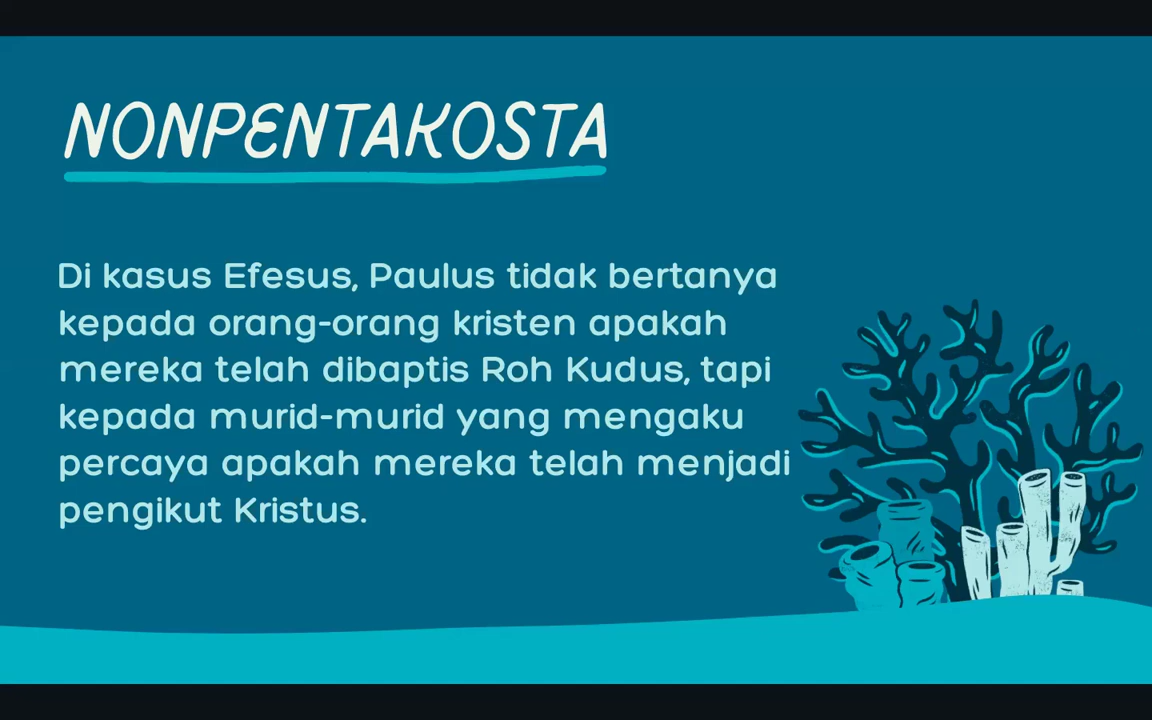 NONPENTAKOSTA
Di kasus Efesus, Paulus tidak bertanya
kepada orang-orang kristen apakah
mereka telah dibaptis Roh Kudus, tapi
kepada murid-murid yang mengaku
percaya apakah mereka telah menjadi
pengikut Kristus.